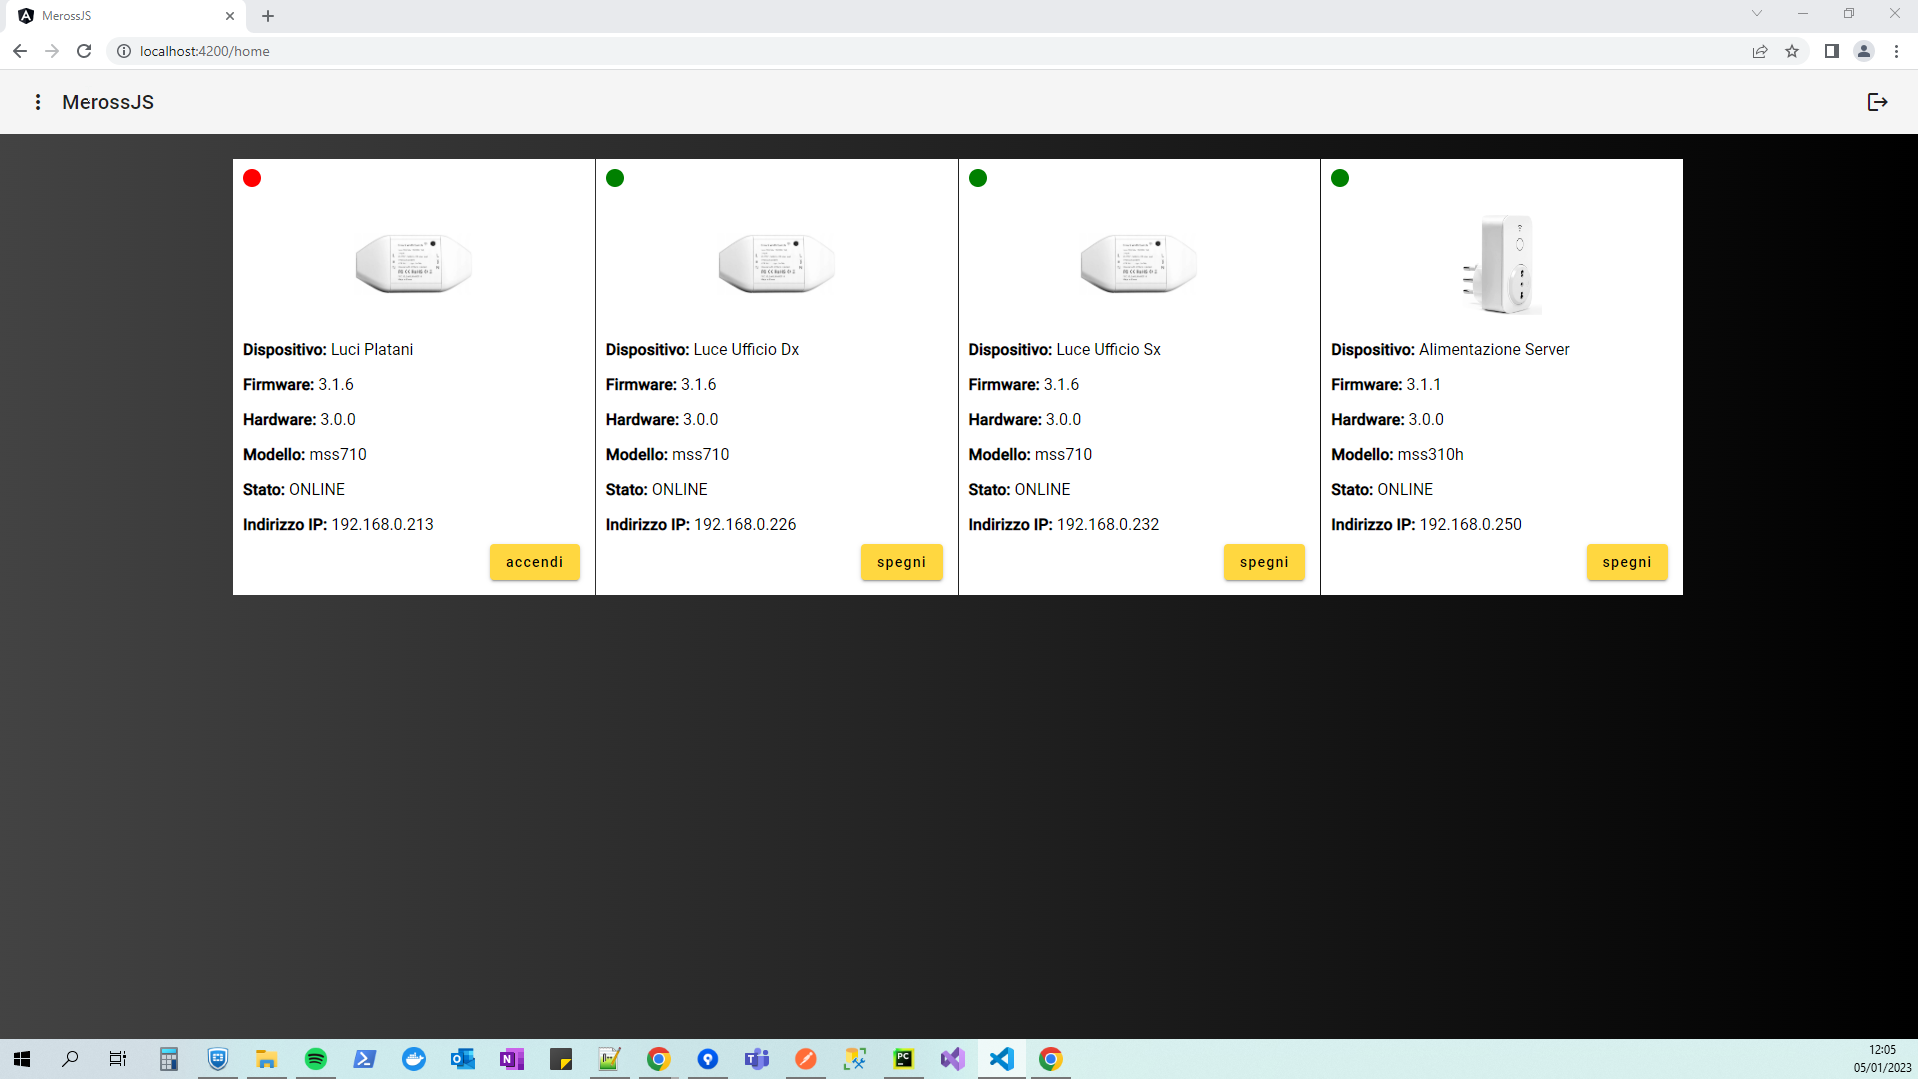 MerossJS
localhost:4200/home
MerossJS
Dispositivo: Luci Platani
Firmware: 3.1.6
Hardware: 3.0.0
Modello: mss710
Stato: ONLINE
Indirizzo IP: 192.168.0.213
accendi
Dispositivo: Luce Ufficio Dx
Firmware: 3.1.6
Hardware: 3.0.0
Modello: mss710
Stato: ONLINE
Indirizzo IP: 192.168.0.226
spegni
Dispositivo: Luce Ufficio Sx
Firmware: 3.1.6
Hardware: 3.0.0
Modello: mss710
Stato: ONLINE
Indirizzo IP: 192.168.0.232
spegni
Dispositivo: Alimentazione Server
Firmware: 3.1.1
Hardware: 3.0.0
Modello: mss310h
Stato: ONLINE
Indirizzo IP: 192.168.0.250
spegni
12:05
05/01/2023